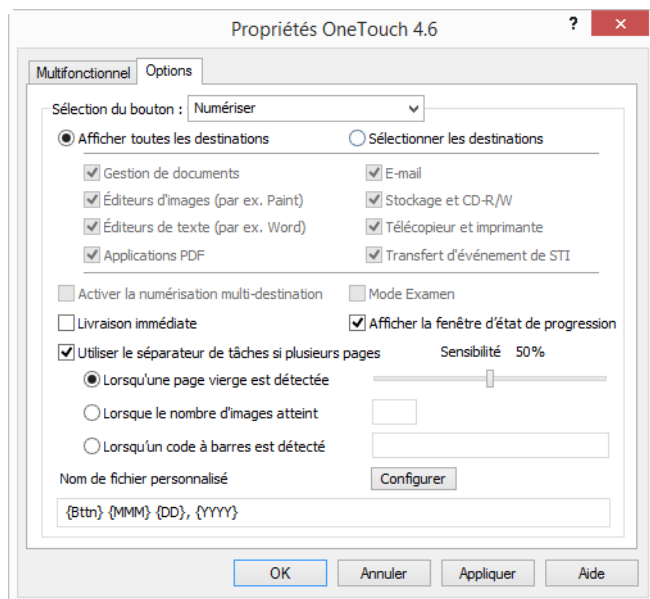 Propriétés OneTouch 4.6
? ×
Multifonctionnel Options
Sélection du bouton : Numériser
Afficher toutes les destinations Sélectionner les destinations
Gestion de documents E-mail
Éditeurs d'images (par ex. Paint) Stockage et CD-R/W
Éditeurs de texte (par ex. Word) Télécopieur et imprimante
Applications PDF Transfert d'événement de STI
Activer la numérisation multi-destination Mode Examen
Livraison immédiate Afficher la fenêtre d’état de progression
Utiliser le séparateur de tâches si plusieurs pages Sensibilité 50%
Lorsqu'une page vierge est détectée
Lorsque le nombre d'images atteint
Lorsqu’un code à barres est détecté
Nom de fichier personnalisé Configurer
{Bttn} {MMM} {DD}, {YYYY}
OK Annuler Appliquer Aide